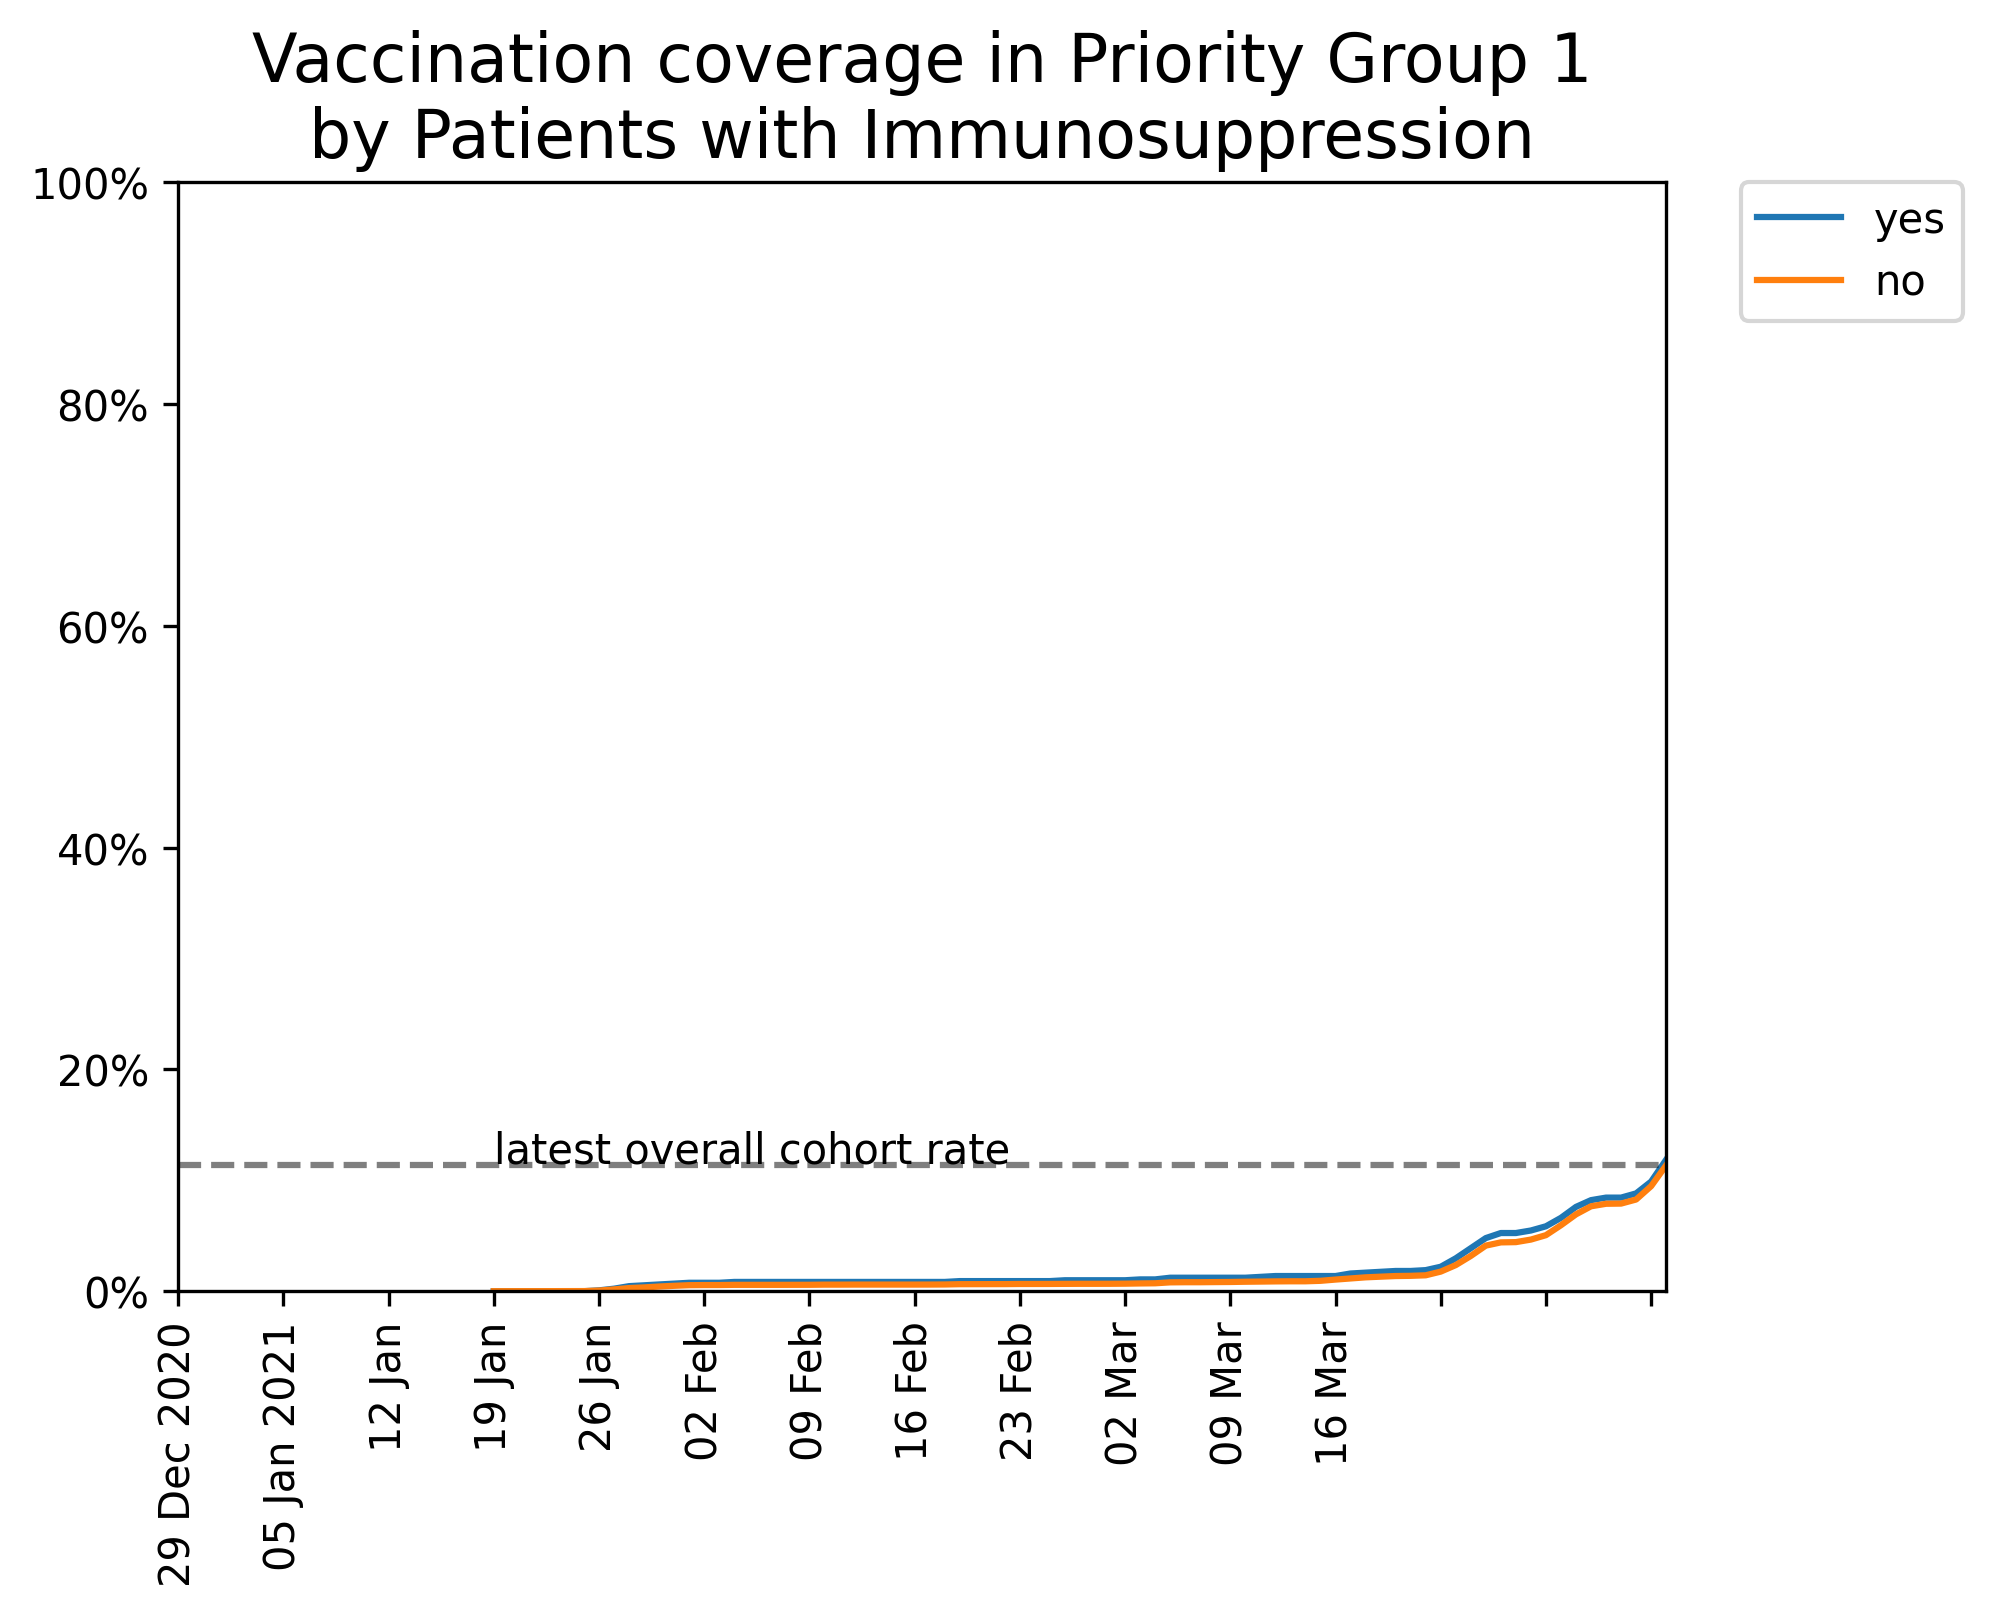 Vaccination coverage in Priority Group 1
by Patients with Immunosuppression
100%
80%
60%
40%
20%
0%
latest overall cohort rate
yes
no
29 Dec 2020
05 Jan 2021
12 Jan
19 Jan
26 Jan
02 Feb
09 Feb
16 Feb
23 Feb
02 Mar
09 Mar
16 Mar